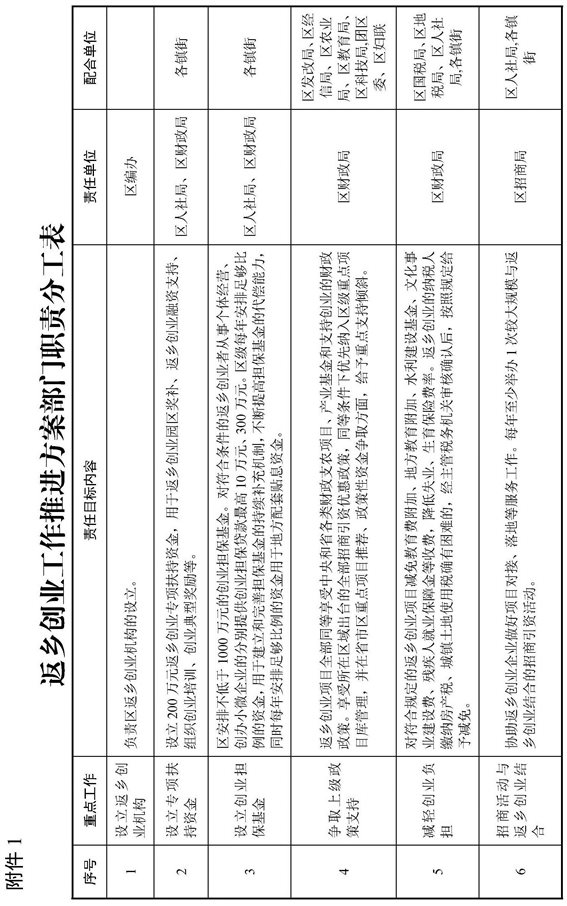 附件 1
返乡创业工作推进方案部门职责分工表
序号
重点工作
责任目标内容
责任单位
配合单位
1
设立返乡创
业机构
负责区返乡创业机构的设立。
区编办
2
设立专项扶
持资金
设立 200 万元返乡创业专项扶持资金，用于返乡创业园区奖补、返乡创业融资支持、
组织创业培训、创业典型奖励等。
区人社局、区财政局
各镇街
3
设立创业担
保基金
区安排不低于 1000 万元的创业担保基金。对符合条件的返乡创业者从事个体经营、
创办小微企业的分别提供创业担保贷款最高 10 万元、300 万元。区级每年安排足够比
例的资金，用于建立和完善担保基金的持续补充机制，不断提高担保基金的代偿能力，
同时每年安排足够比例的资金用于地方配套贴息资金。
区人社局、区财政局
各镇街
4
争取上级政
策支持
返乡创业项目全部同等享受中央和省各类财政支农项目、产业基金和支持创业的财政
政策。享受所在区域出台的全部招商引资优惠政策，同等条件下优先纳入区级重点项
目库管理，并在省市区重点项目推荐、政策性资金争取方面，给予重点支持倾斜。
区财政局
区发改局、区经
信局、区农业
局、区教育局、
区科技局,团区
委、区妇联
5
减轻创业负
担
对符合规定的返乡创业项目减免教育费附加、地方教育附加、水利建设基金、文化事
业建设费、残疾人就业保障金等收费，降低失业、生育保险费率。返乡创业的纳税人
缴纳房产税、城镇土地使用税确有困难的，经主管税务机关审核确认后，按照规定给
予减免。
区财政局
区国税局、区地
税局、区人社
局,各镇街
6
招商活动与
返乡创业结
合
协助返乡创业企业做好项目对接、落地等服务工作。每年至少举办 1 次较大规模与返
乡创业结合的招商引资活动。
区招商局
区人社局,各镇
街